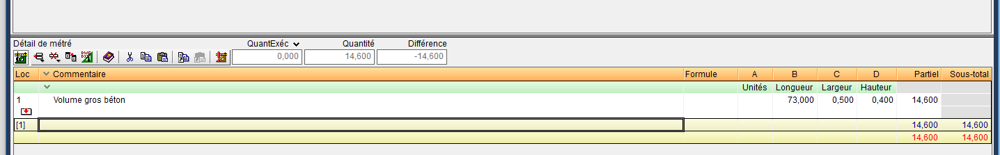 Détail de métré QuantExéc Quantité Différence
0,000 14,600 -14,600
Loc Commentaire Formule A B C D Partiel Sous-total
Unités Longueur Largeur Hauteur
1 Volume gros béton 73,000 0,500 0,400 14,600
[1] 14,600 14,600
14,600 14,600